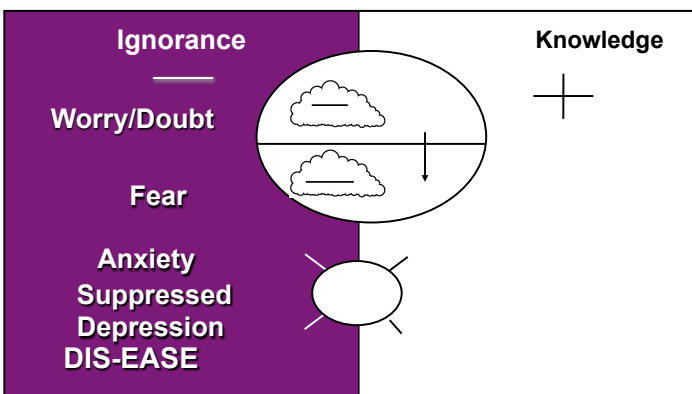 Ignorance
Knowledge
Worry/Doubt
Fear
Anxiety
Suppressed
Depression
DIS-EASE